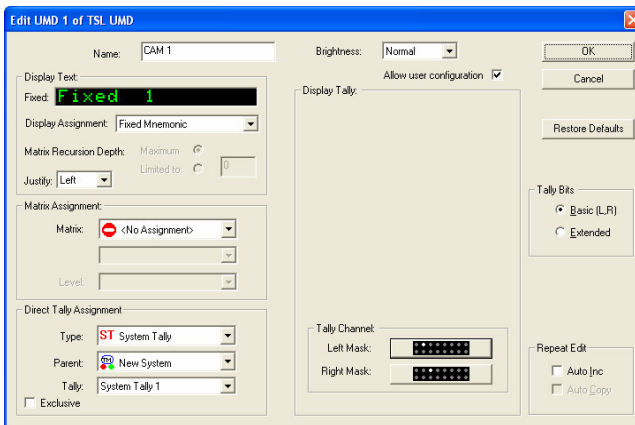 Edit UMD 1 of TSL UMD
Name: CAM 1
Display Text:
Fixed: Fixed 1
Display Assignment: Fixed Mnemonic
Matrix Recursion Depth: Maximum
Limited to: 0
Justify: Left
Matrix Assignment:
Matrix: <No Assignment>
Level:
Direct Tally Assignment
Type: ST System Tally
Parent: TM New System
Tally: System Tally 1
Exclusive
Brightness: Normal
Allow user configuration
Display Tally:
Tally Channel:
Left Mask:
Right Mask:
OK
Cancel
Restore Defaults
Tally Bits
Basic (L,R)
Extended
Repeat Edit
Auto Inc
Auto Copy